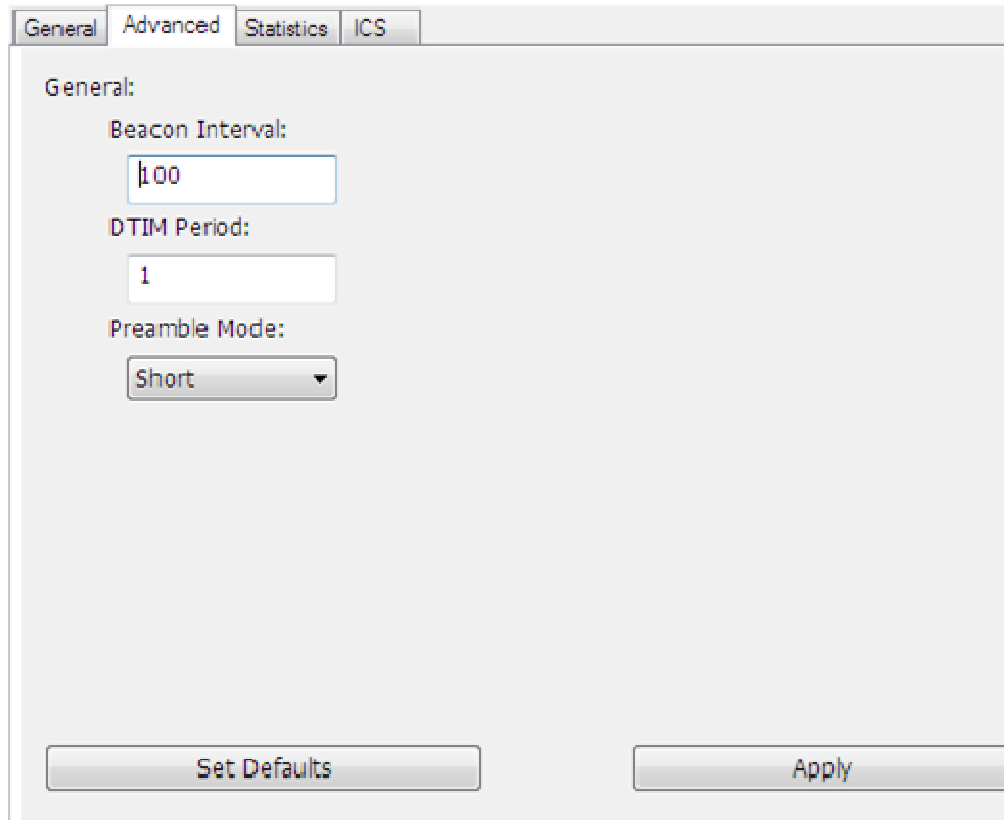 General Advanced Statistics ICS
General:
Beacon Interval:
100
DTIM Period:
1
Preamble Mode:
Short
Set Defaults Apply